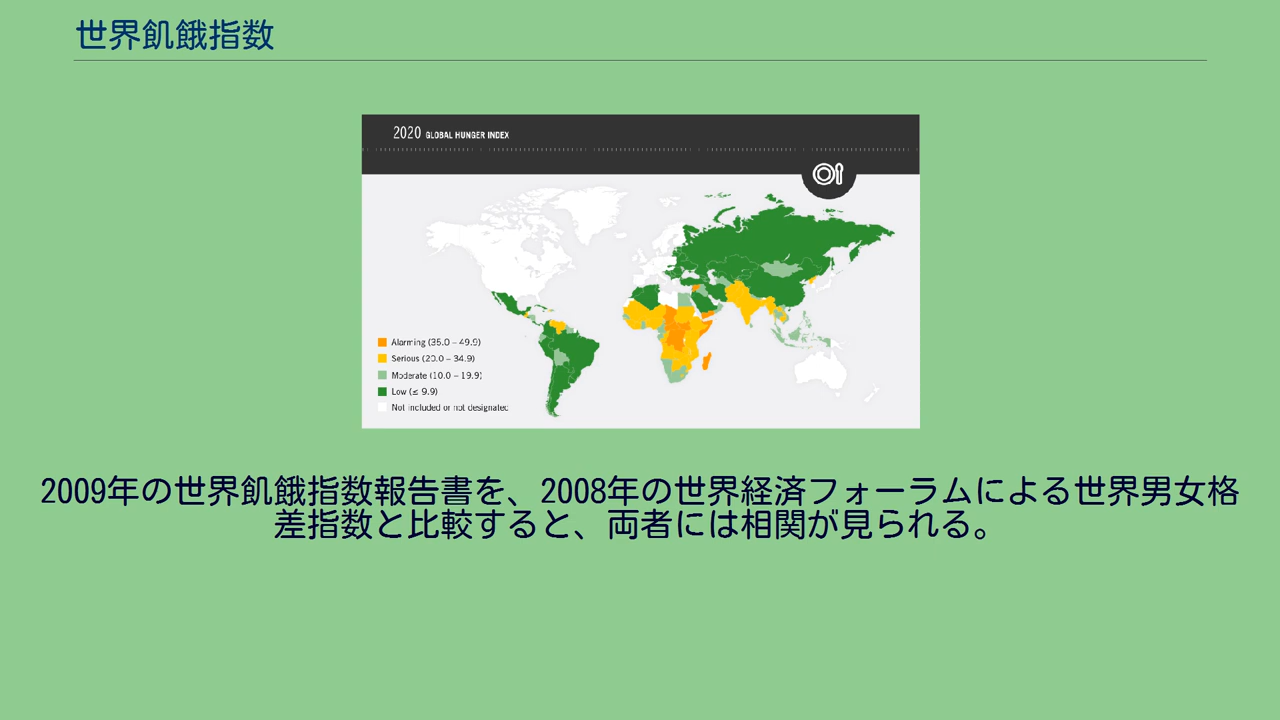 世界飢餓指数
2020 GLOBAL HUNGER INDEX
Alarming (35.0 – 49.9)
Serious (20.0 – 34.9)
Moderate (10.0 – 19.9)
Low (≤ 9.9)
Not included or not designated
2009年の世界飢餓指数報告書を、2008年の世界経済フォーラムによる世界男女格
差指数と比較すると、両者には相関が見られる。